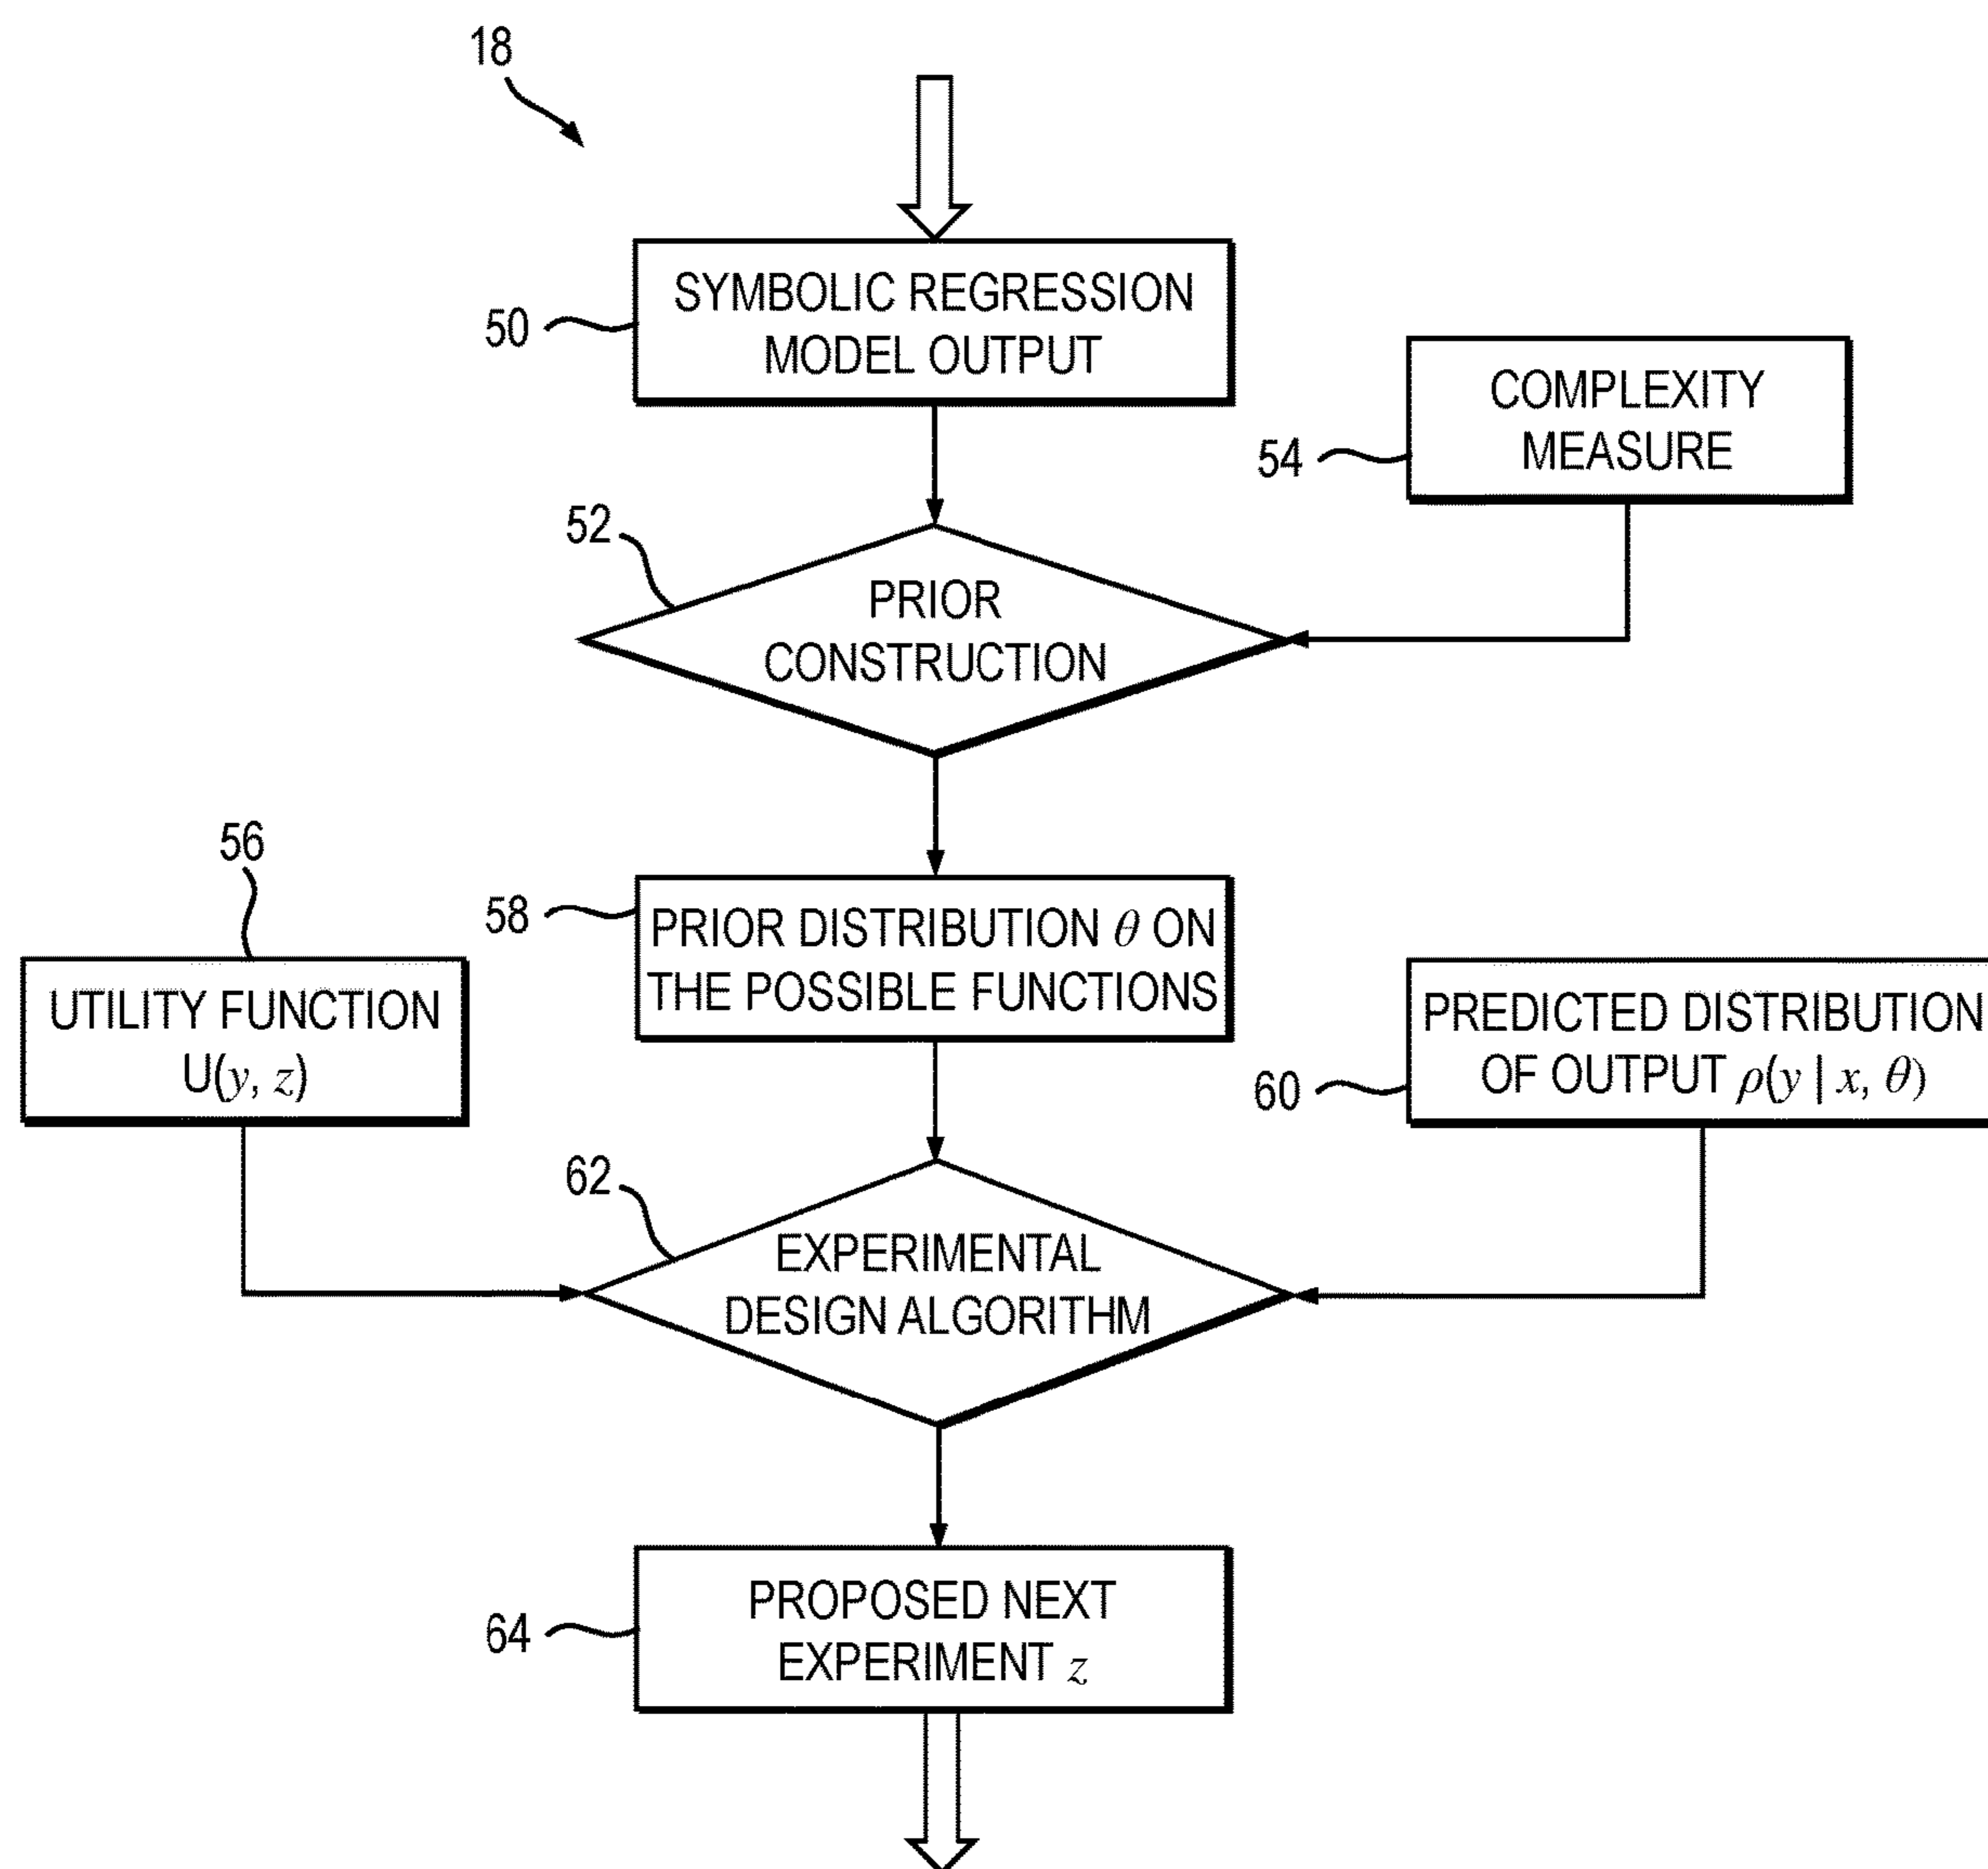 18
SYMBOLIC REGRESSION
MODEL OUTPUT
50
COMPLEXITY
MEASURE
54
52
PRIOR
CONSTRUCTION
56
58
PRIOR DISTRIBUTION θ ON
THE POSSIBLE FUNCTIONS
UTILITY FUNCTION
U(y, z)
PREDICTED DISTRIBUTION
OF OUTPUT ρ(y | x, θ)
60
62
EXPERIMENTAL
DESIGN ALGORITHM
PROPOSED NEXT
EXPERIMENT z
64